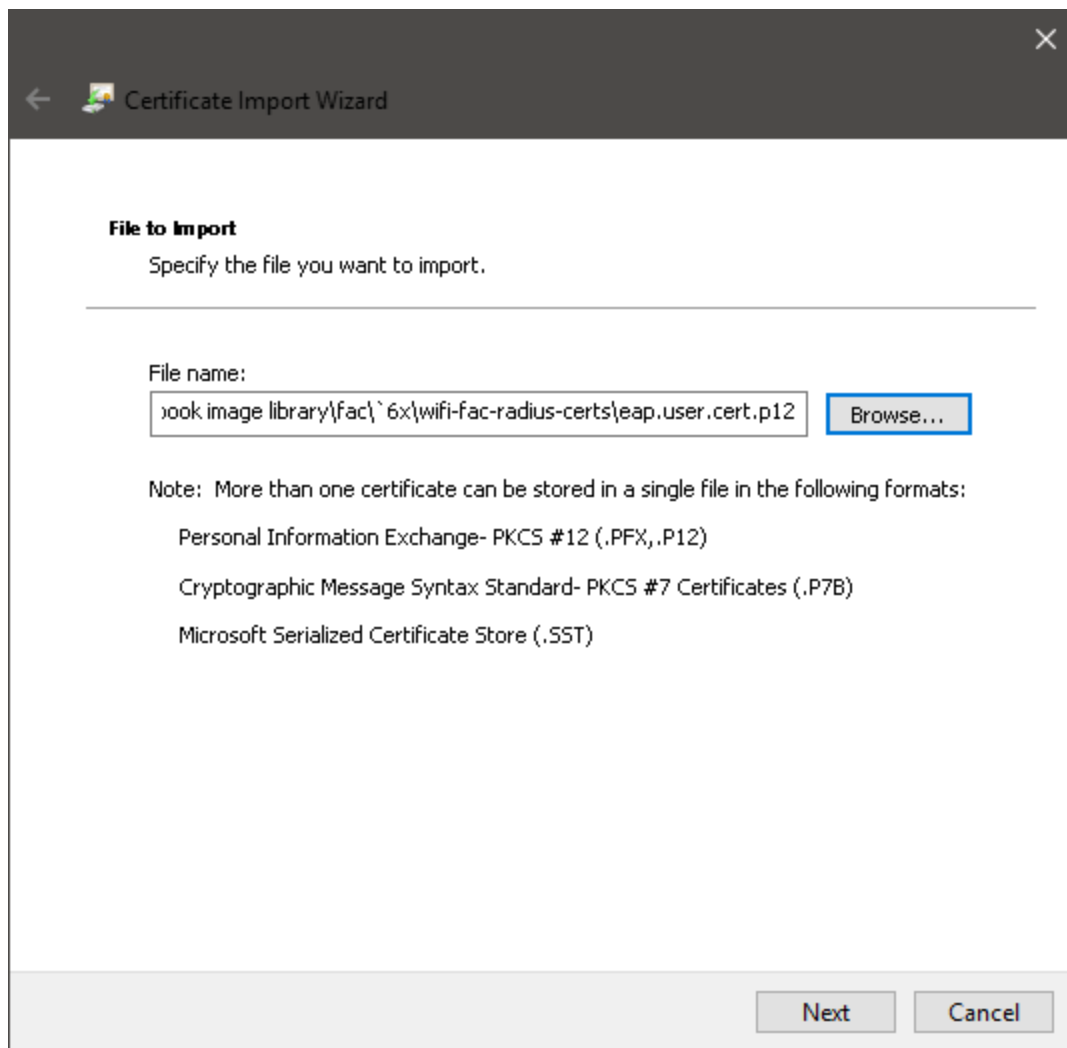 Certificate Import Wizard
File to Import
Specify the file you want to import.
File name:
image library\fac\`6x\wifi-fac-radius-certs\eap.user.cert.p12
Browse...
Note: More than one certificate can be stored in a single file in the following formats:
Personal Information Exchange- PKCS #12 (.PFX,.P12)
Cryptographic Message Syntax Standard- PKCS #7 Certificates (.P7B)
Microsoft Serialized Certificate Store (.SST)
Next
Cancel